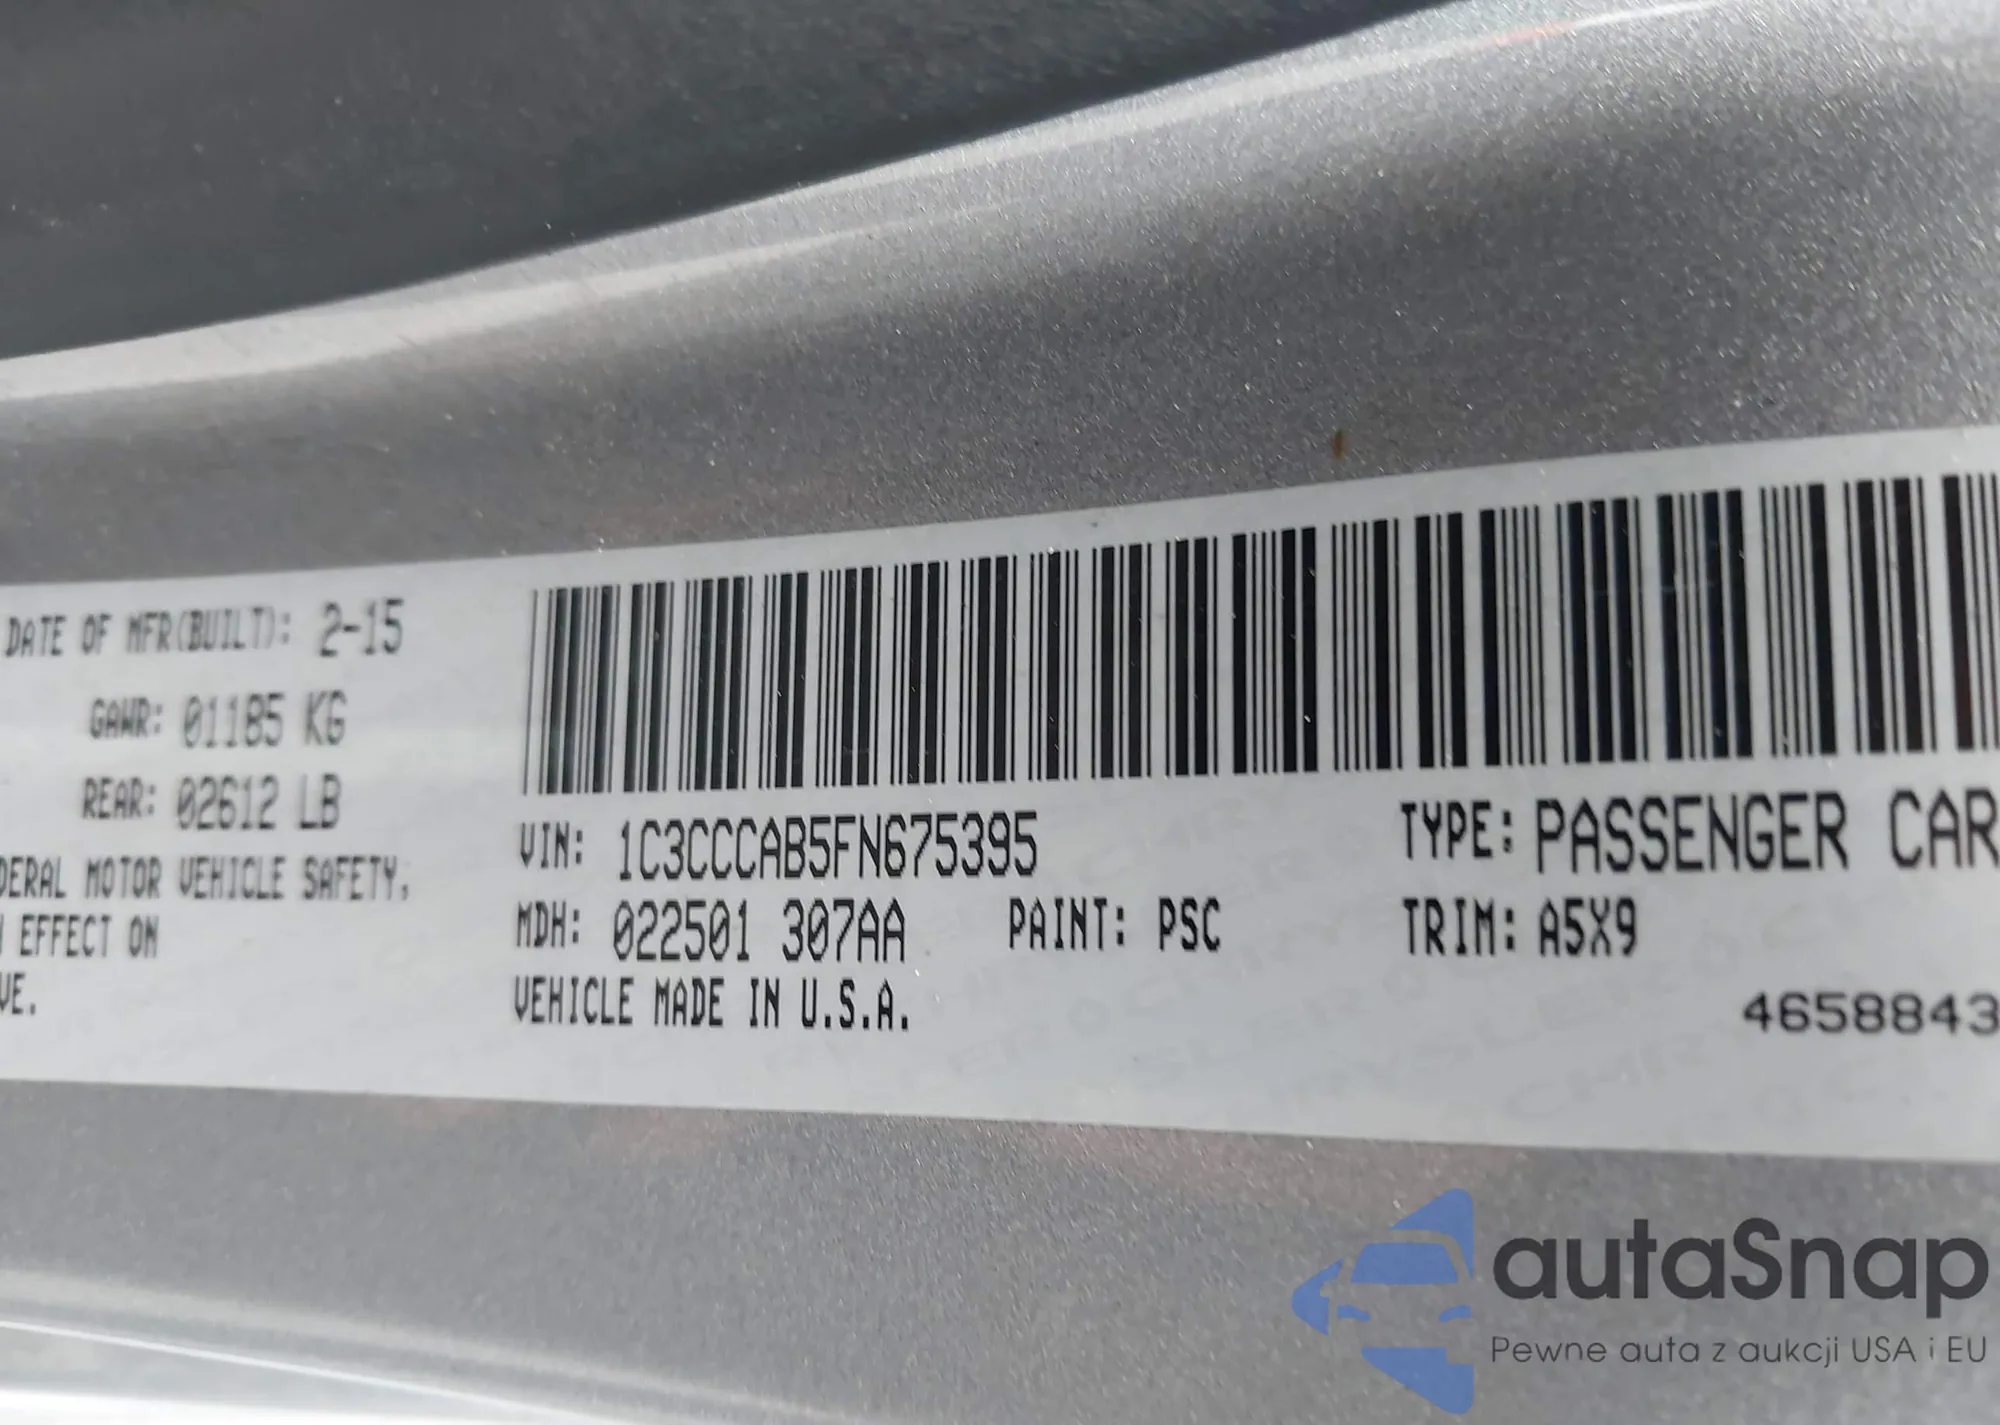 DATE OF MFR(BUILT): 2-15
GAWR: 01185 KG
REAR: 02612 LB
DERAL MOTOR VEHICLE SAFETY,
EFFECT ON
VE.
VIN: 1C3CCCAB5FN675395
TYPE: PASSENGER CAR
MDH: 022501 307AA PAINT: PSC
TRIM: A5X9
VEHICLE MADE IN U.S.A.
4658843
autaSnap
Pewne auta z aukcji USA i EU